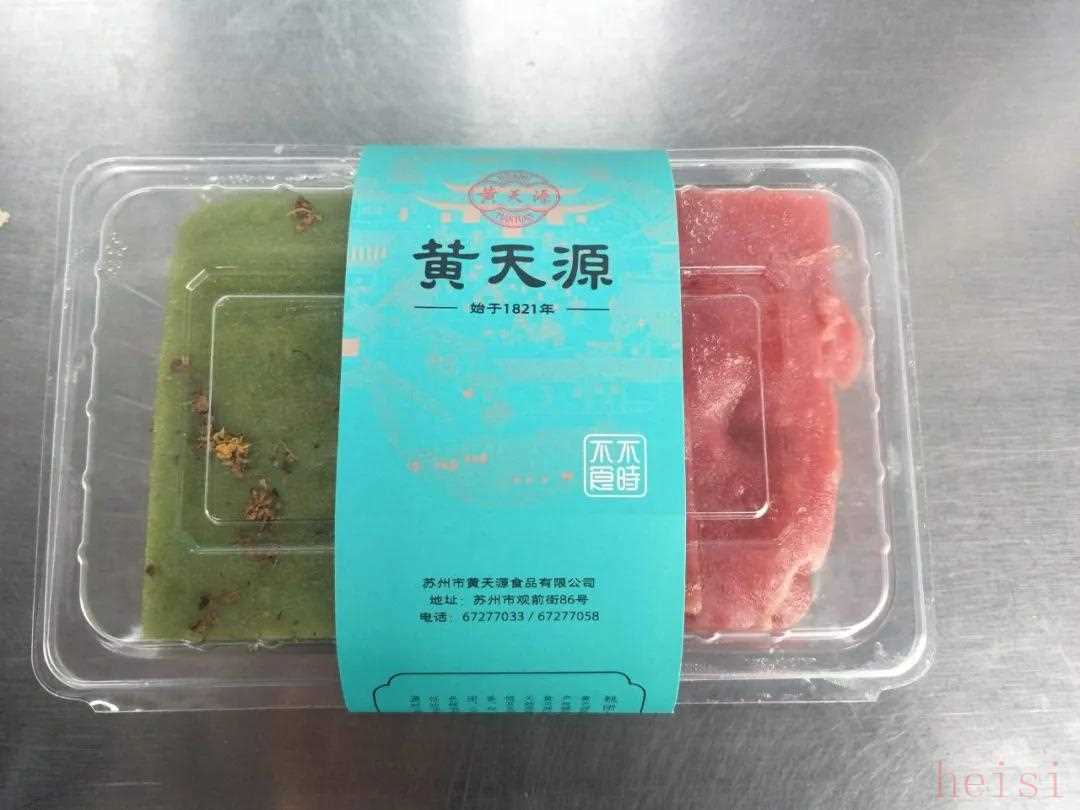 黄天源
黄天源
始于1821年
不时
不食
苏州市黄天源食品有限公司
地址：苏州市观前街86号
电话：67277033 / 67277058
heisi